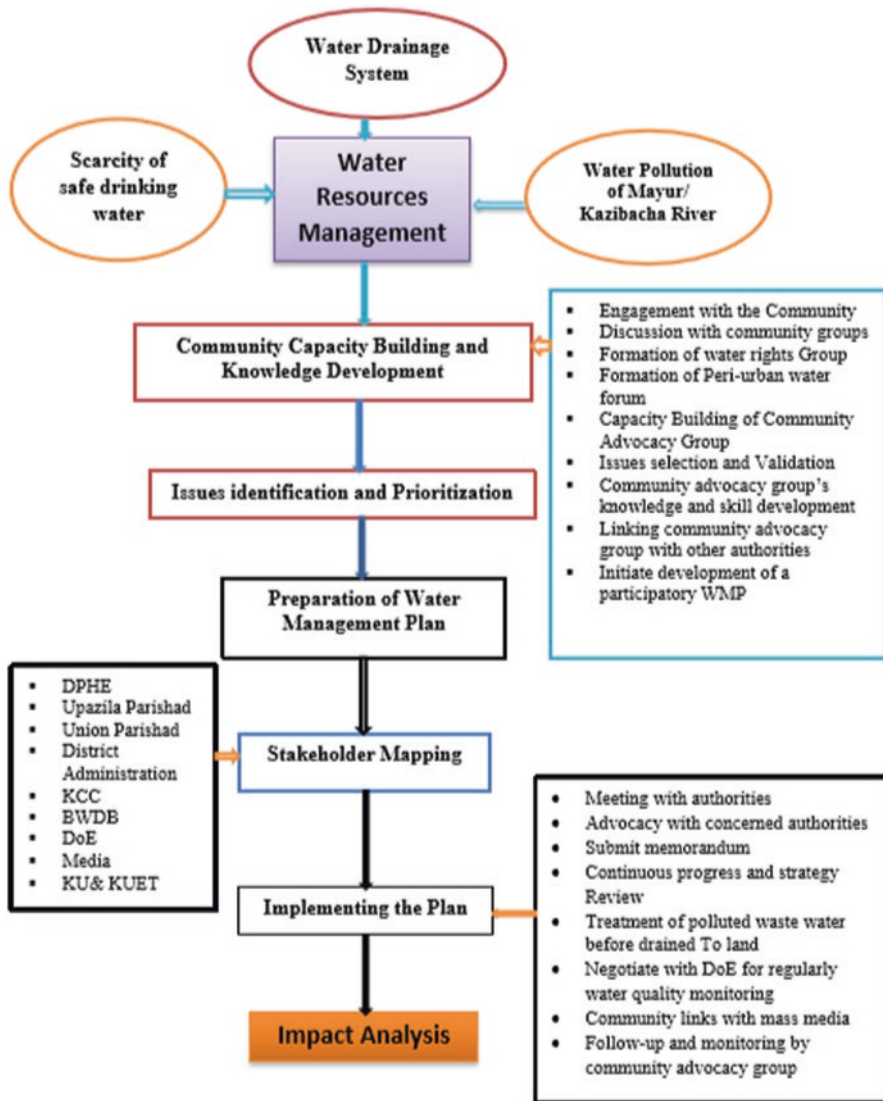 Water Drainage
System
Scarcity of
safe drinking
water
Water
Resources
Management
Water Pollution
of Mayur/
Kazibacha River
Community Capacity Building and
Knowledge Development
▪ Engagement with the Community
▪ Discussion with community groups
▪ Formation of water rights Group
▪ Formation of Peri-urban water
forum
▪ Capacity Building of Community
Advocacy Group
▪ Issues selection and Validation
▪ Community advocacy group's
knowledge and skill development
▪ Linking community advocacy
group with other authorities
▪ Initiate development of a
participatory WMP
Issues identification and Prioritization
Preparation of Water
Management Plan
▪ DPHE
▪ Upazila Parishad
▪ Union Parishad
▪ District
Administration
▪ KCC
▪ BWDB
▪ DoE
▪ Media
▪ KU& KUET
Stakeholder Mapping
Implementing the Plan
• Meeting with authorities
• Advocacy with concerned authorities
• Submit memorandum
• Continuous progress and strategy
Review
• Treatment of polluted waste water
before drained To land
• Negotiate with DoE for regularly
water quality monitoring
• Community links with mass media
• Follow-up and monitoring by
community advocacy group
Impact Analysis